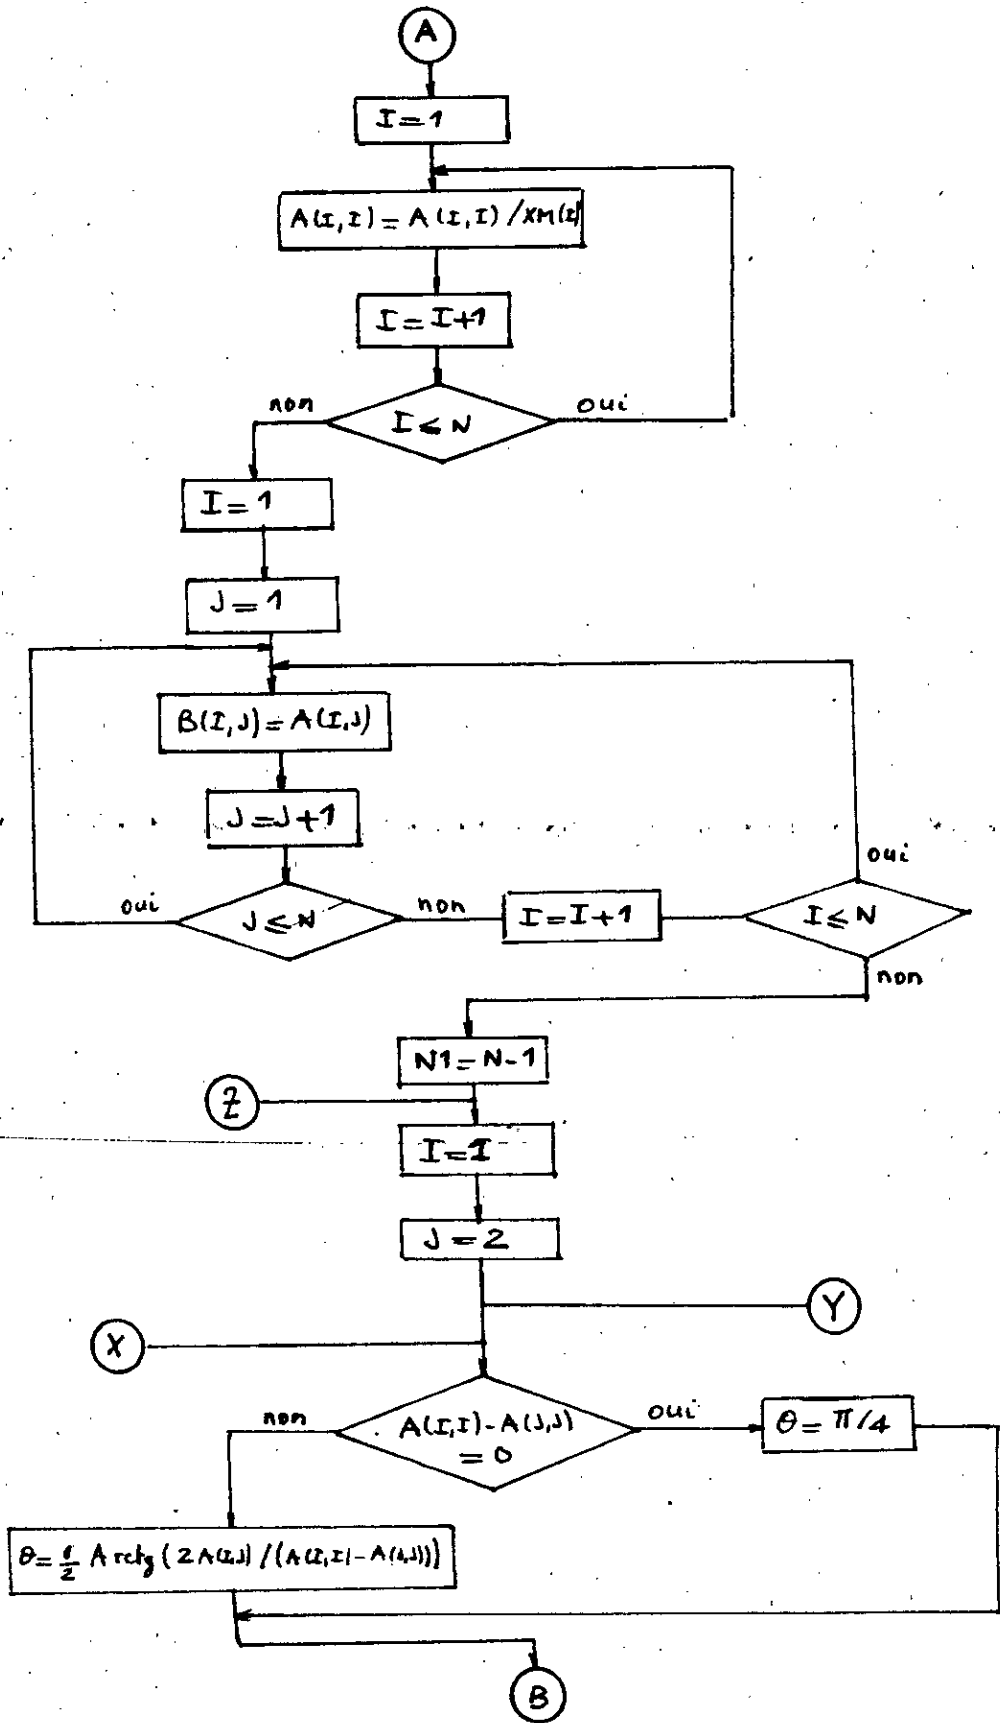 A
I=1
A(I,I)=A(I,I)/XM(I)
I=I+1
non
I≤N
oui
I=1
J=1
B(I,J)=A(I,J)
J=J+1
oui
J≤N
non
I=I+1
I≤N
oui
non
N1=N-1
Z
I=1
J=2
Y
X
non
A(I,I)-A(J,J)
=0
oui
θ=π/4
θ=1/2 Arctg(2A(I,J)/(A(I,I)-A(J,J)))
B